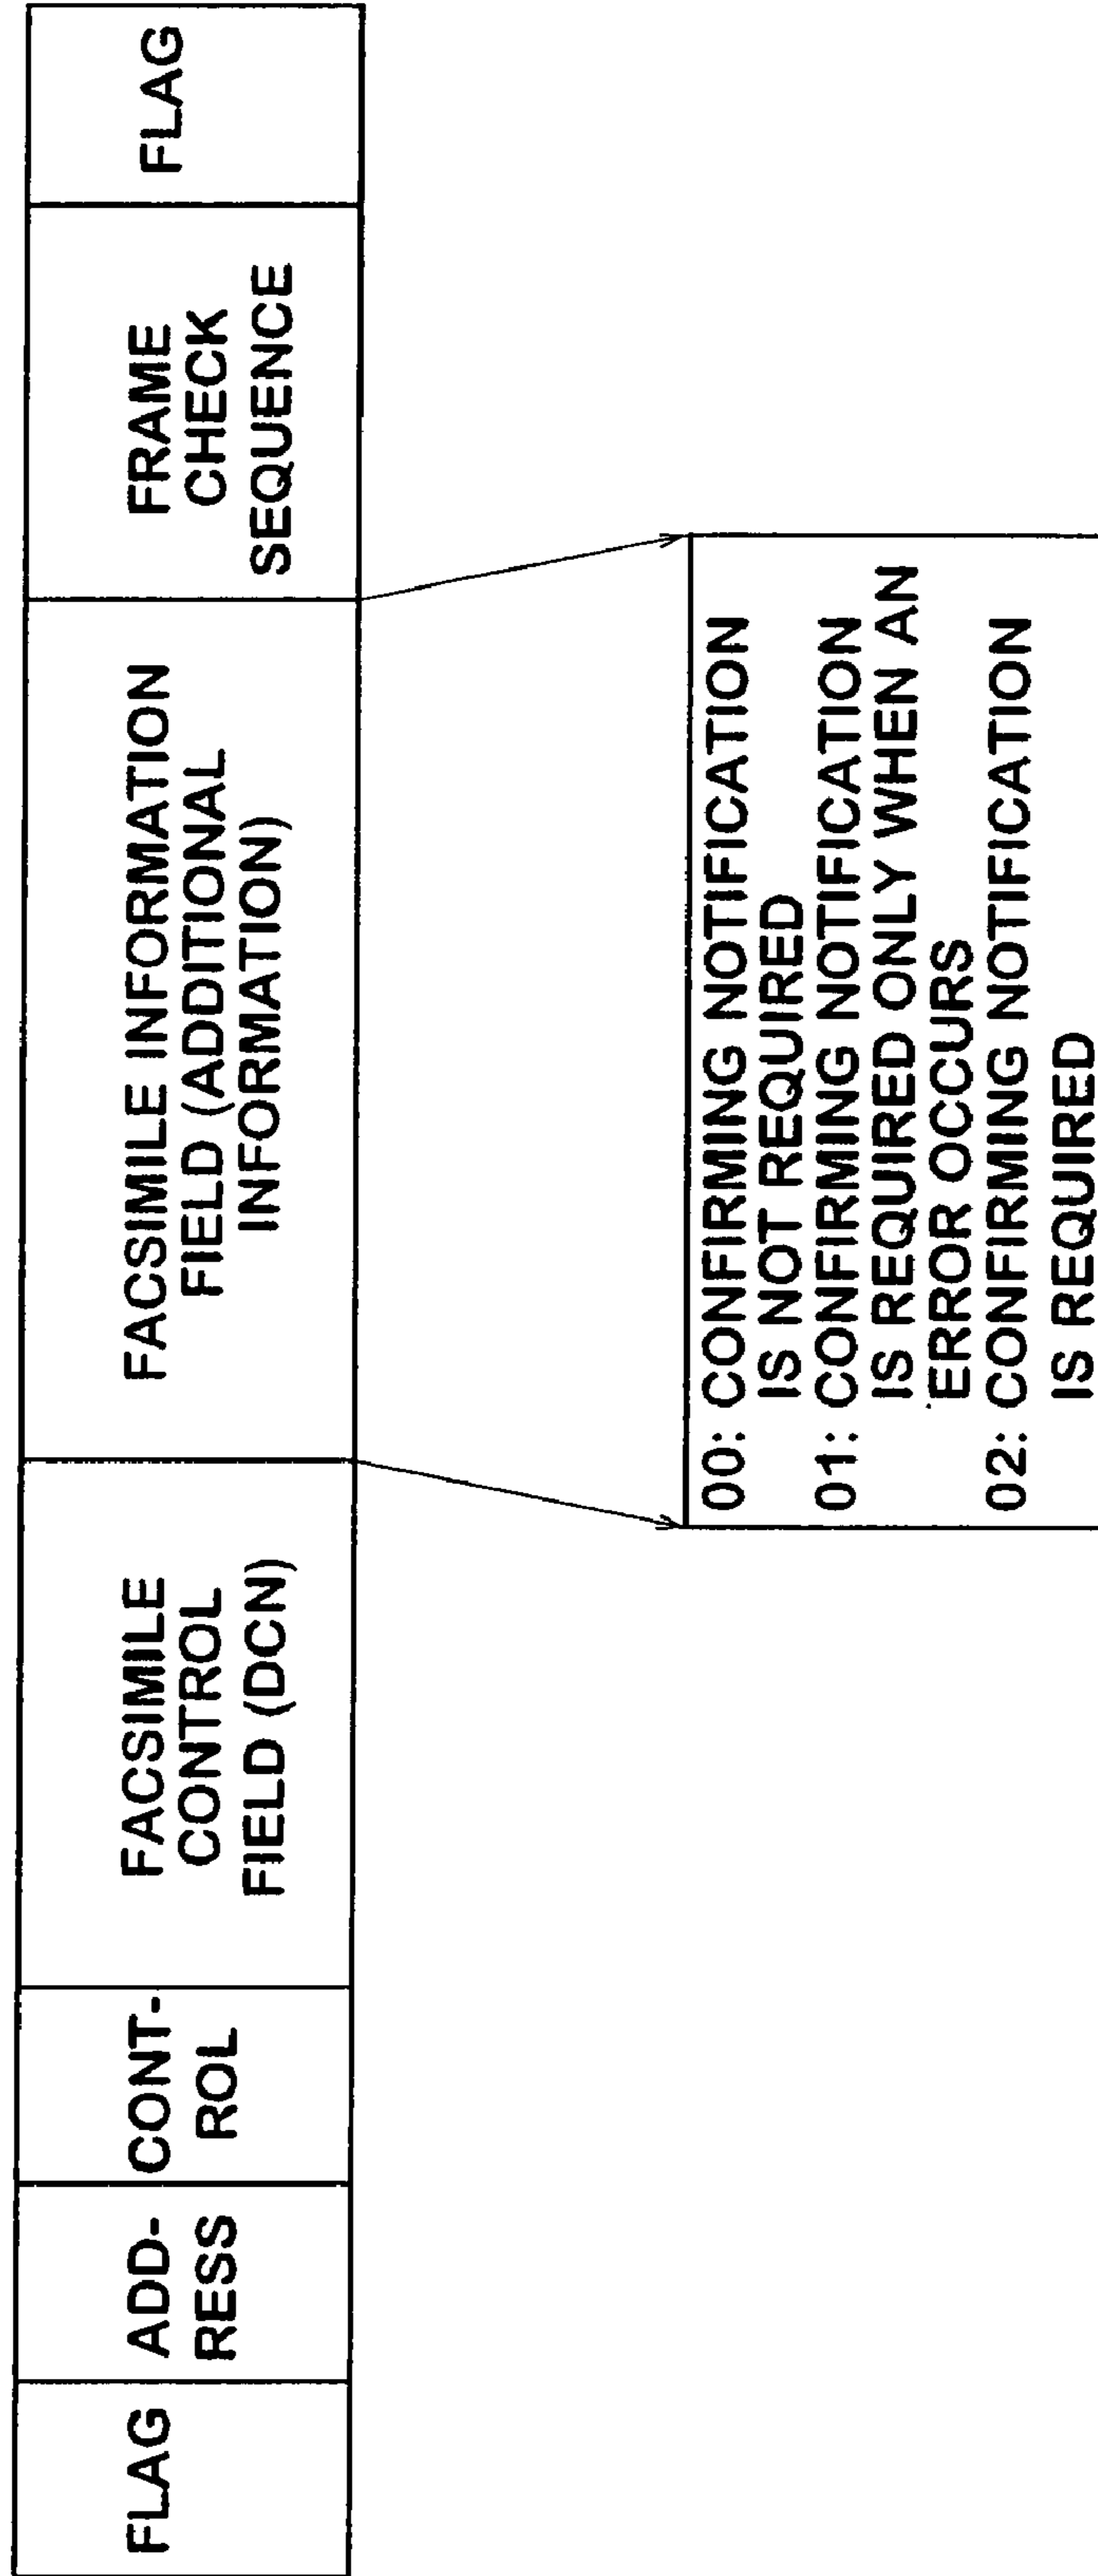 FLAG
ADD-
RESS
CONT-
ROL
FACSIMILE
CONTROL
FIELD (DCN)
FACSIMILE INFORMATION
FIELD (ADDITIONAL
INFORMATION)
FRAME
CHECK
SEQUENCE
FLAG
00: CONFIRMING NOTIFICATION
IS NOT REQUIRED
01: CONFIRMING NOTIFICATION
IS REQUIRED ONLY WHEN AN
ERROR OCCURS
02: CONFIRMING NOTIFICATION
IS REQUIRED